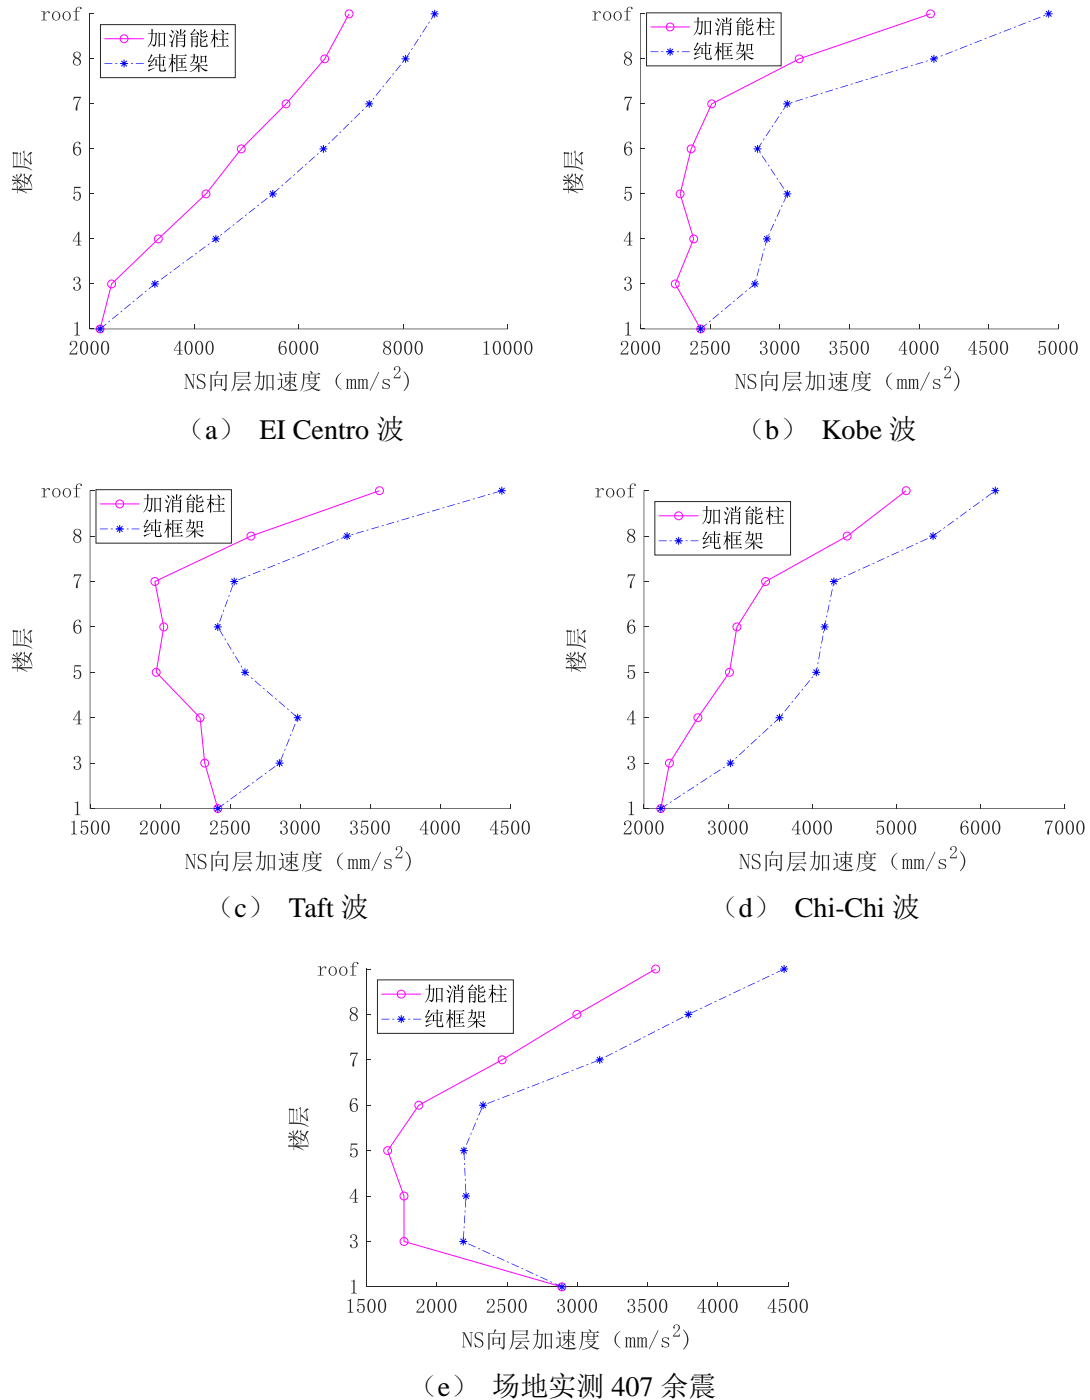 roof
8
7
6
5
4
3
1
楼层
加消能柱
纯框架
2000 4000 6000 8000 10000
NS向层加速度（mm/s²）
（a） EI Centro 波
roof
8
7
6
5
4
3
1
楼层
加消能柱
纯框架
2000 2500 3000 3500 4000 4500 5000
NS向层加速度（mm/s²）
（b） Kobe 波
roof
8
7
6
5
4
3
1
楼层
加消能柱
纯框架
1500 2000 2500 3000 3500 4000 4500
NS向层加速度（mm/s²）
（c） Taft 波
roof
8
7
6
5
4
3
1
楼层
加消能柱
纯框架
2000 3000 4000 5000 6000 7000
NS向层加速度（mm/s²）
（d） Chi-Chi 波
roof
8
7
6
5
4
3
1
楼层
加消能柱
纯框架
1500 2000 2500 3000 3500 4000 4500
NS向层加速度（mm/s²）
（e） 场地实测 407 余震